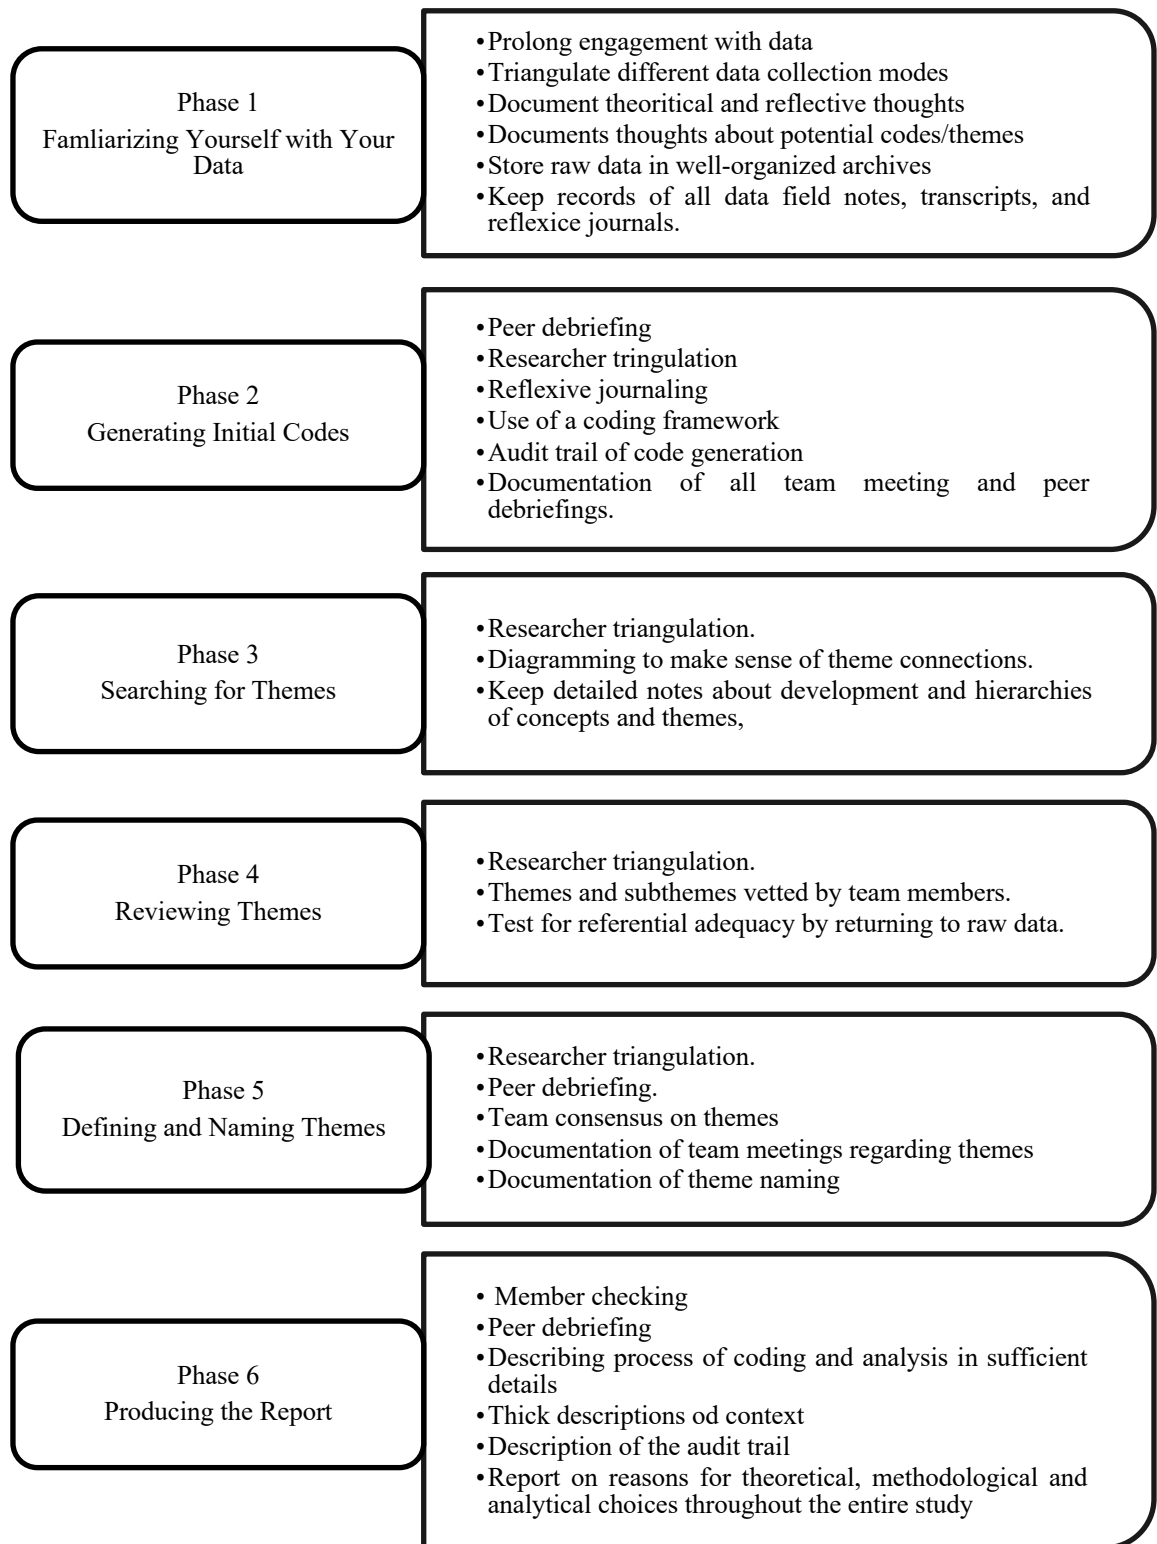 Phase 1
Famliarizing Yourself with Your
Data
•Prolong engagement with data
•Triangulate different data collection modes
•Document theoritical and reflective thoughts
•Documents thoughts about potential codes/themes
•Store raw data in well-organized archives
•Keep records of all data field notes, transcripts, and
reflexice journals.
Phase 2
Generating Initial Codes
•Peer debriefing
•Researcher tringulation
•Reflexive journaling
•Use of a coding framework
•Audit trail of code generation
•Documentation of all team meeting and peer
debriefings.
Phase 3
Searching for Themes
•Researcher triangulation.
•Diagramming to make sense of theme connections.
•Keep detailed notes about development and hierarchies
of concepts and themes,
Phase 4
Reviewing Themes
•Researcher triangulation.
•Themes and subthemes vetted by team members.
•Test for referential adequacy by returning to raw data.
Phase 5
Defining and Naming Themes
•Researcher triangulation.
•Peer debriefing.
•Team consensus on themes
•Documentation of team meetings regarding themes
•Documentation of theme naming
Phase 6
Producing the Report
• Member checking
•Peer debriefing
•Describing process of coding and analysis in sufficient
details
•Thick descriptions od context
•Description of the audit trail
•Report on reasons for theoretical, methodological and
analytical choices throughout the entire study